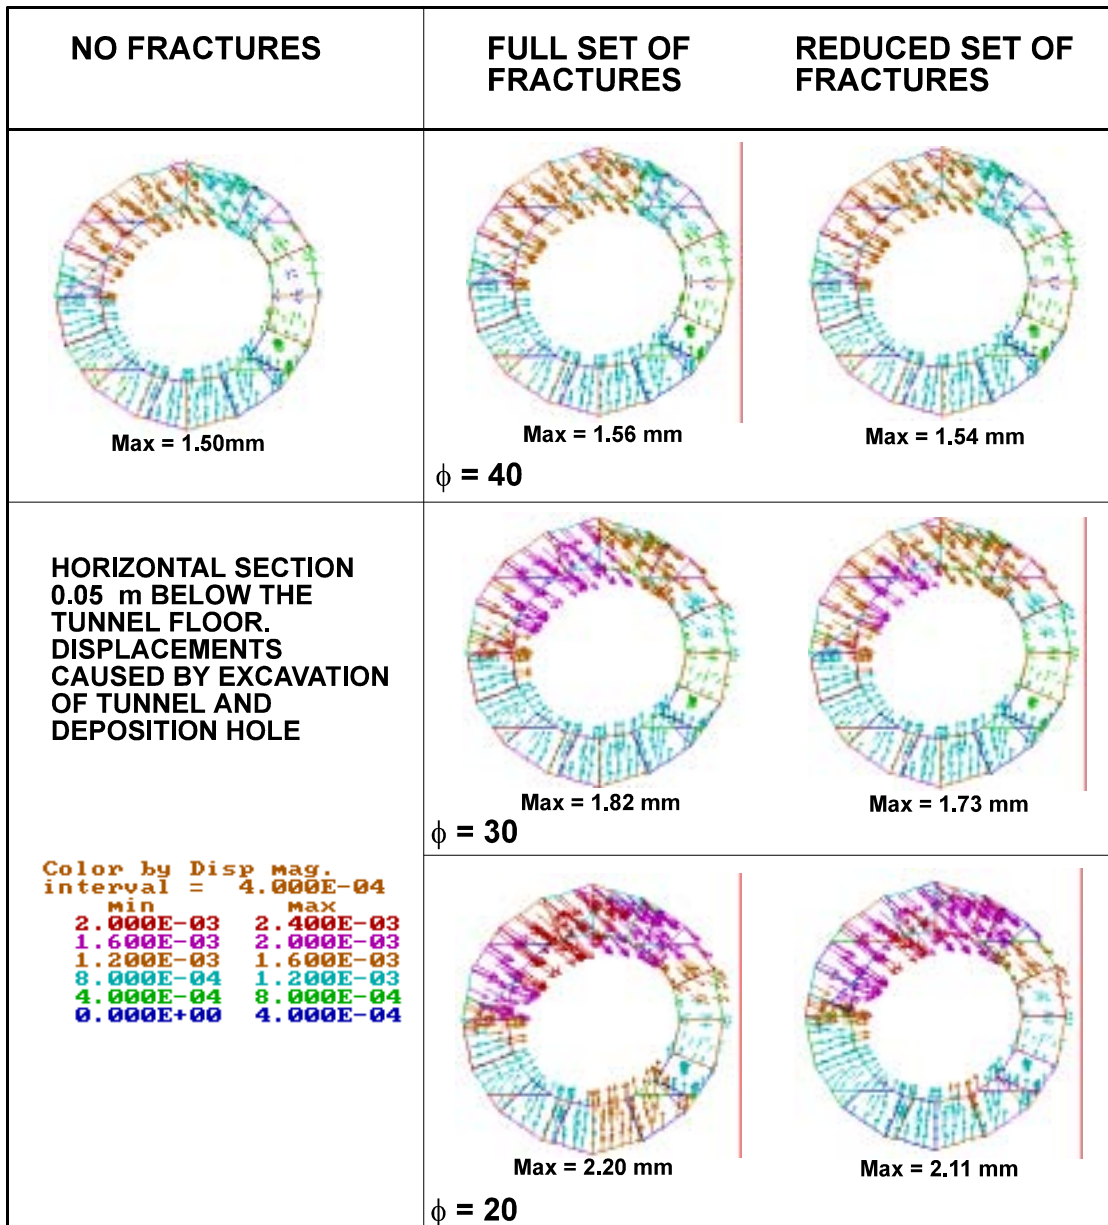 NO FRACTURES
FULL SET OF
FRACTURES
REDUCED SET OF
FRACTURES
Max = 1.50mm
Max = 1.56 mm
Max = 1.54 mm
ϕ = 40
HORIZONTAL SECTION
0.05 m BELOW THE
TUNNEL FLOOR.
DISPLACEMENTS
CAUSED BY EXCAVATION
OF TUNNEL AND
DEPOSITION HOLE
Max = 1.82 mm
Max = 1.73 mm
ϕ = 30
Color by Disp mag.
interval = 4.000E-04
min max
2.000E-03 2.400E-03
1.600E-03 2.000E-03
1.200E-03 1.600E-03
8.000E-04 1.200E-03
4.000E-04 8.000E-04
0.000E+00 4.000E-04
Max = 2.20 mm
Max = 2.11 mm
ϕ = 20